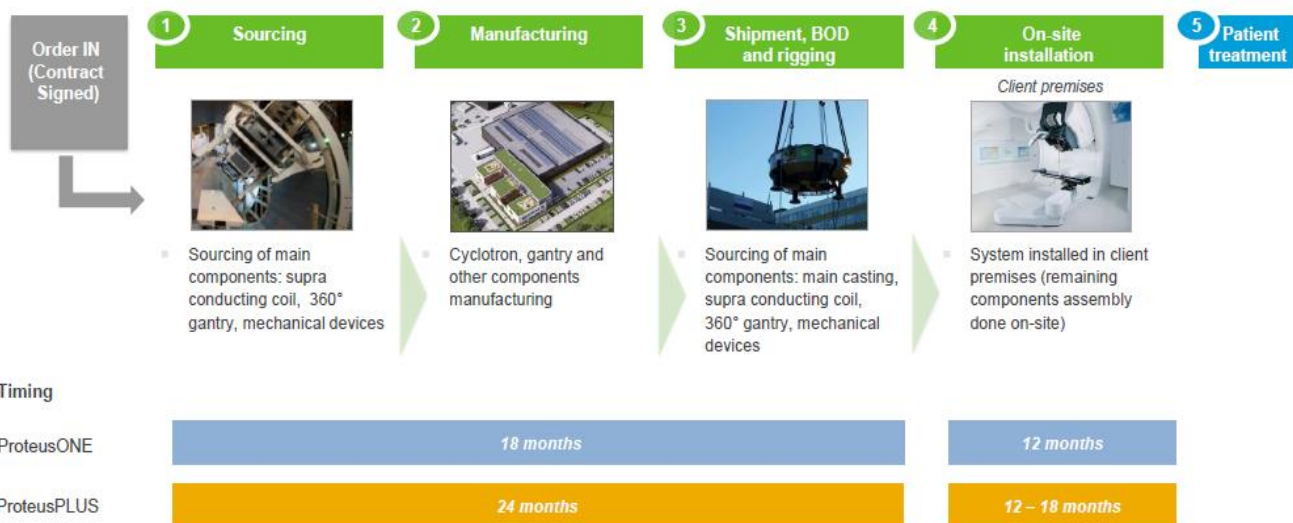 Order IN
(Contract
Signed)
1
Sourcing
2
Manufacturing
3
Shipment, BOD
and rigging
4
On-site
installation
5
Patient
treatment
Client premises
Sourcing of main
components: supra
conducting coil, 360°
gantry, mechanical devices
Cyclotron, gantry and
other components
manufacturing
Sourcing of main
components: main casting,
supra conducting coil,
360° gantry, mechanical
devices
System installed in client
premises (remaining
components assembly
done on-site)
Timing
ProteusONE
18 months
12 months
ProteusPLUS
24 months
12 – 18 months